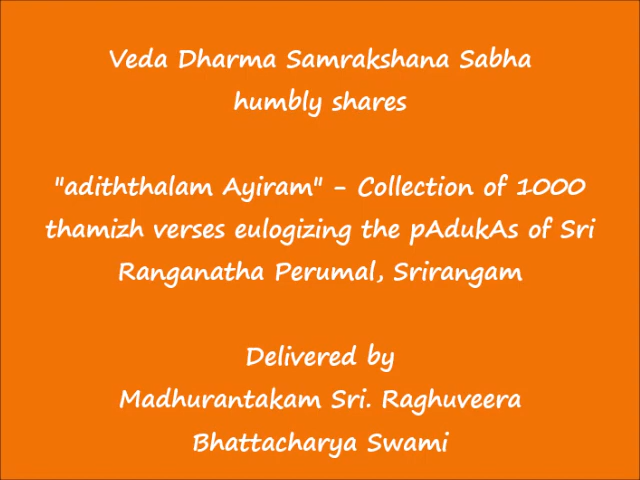 Veda Dharma Samrakshana Sabha
humbly shares
"adiththalam Ayiram" - Collection of 1000
thamizh verses eulogizing the pAdukAs of Sri
Ranganatha Perumal, Srirangam
Delivered by
Madhurantakam Sri. Raghuveera
Bhattacharya Swami